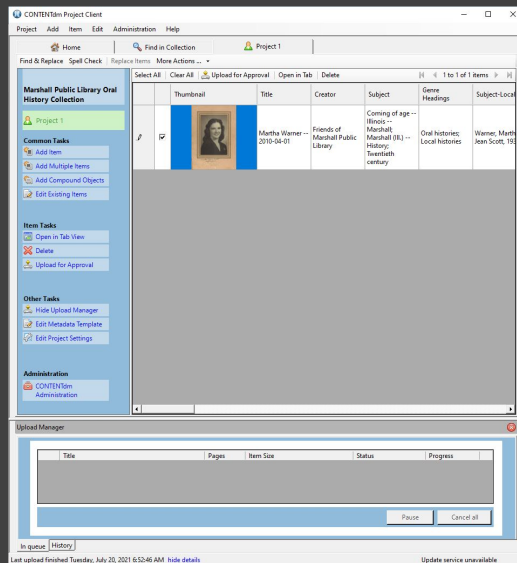 CONTENTdm Project Client
Project Add Item Edit Administration Help
Home Find in Collection Project 1
Find & Replace Spell Check Replace Items More Actions ...
Marshall Public Library Oral
History Collection
Project 1
Common Tasks
Add Item
Add Multiple Items
Add Compound Objects
Edit Existing Items
Item Tasks
Open in Tab View
Delete
Upload for Approval
Other Tasks
Hide Upload Manager
Edit Metadata Template
Edit Project Settings
Administration
CONTENTdm
Administration
Select All Clear All Upload for Approval Open in Tab Delete 1 to 1 of 1 items
Thumbnail Title Creator Subject Genre Headings Subject-Local
Martha Warner --
2010-04-01
Friends of
Marshall Public
Library
Coming of age --
Illinois --
Marshall;
Marshall (Ill.) --
History;
Twentieth
century
Oral histories;
Local histories
Warner, Marth
Jean Scott, 193
Upload Manager
Title Pages Item Size Status Progress
Pause Cancel all
In queue History
Last upload finished Tuesday, July 20, 2021 6:52:46 AM hide details Update service unavailable